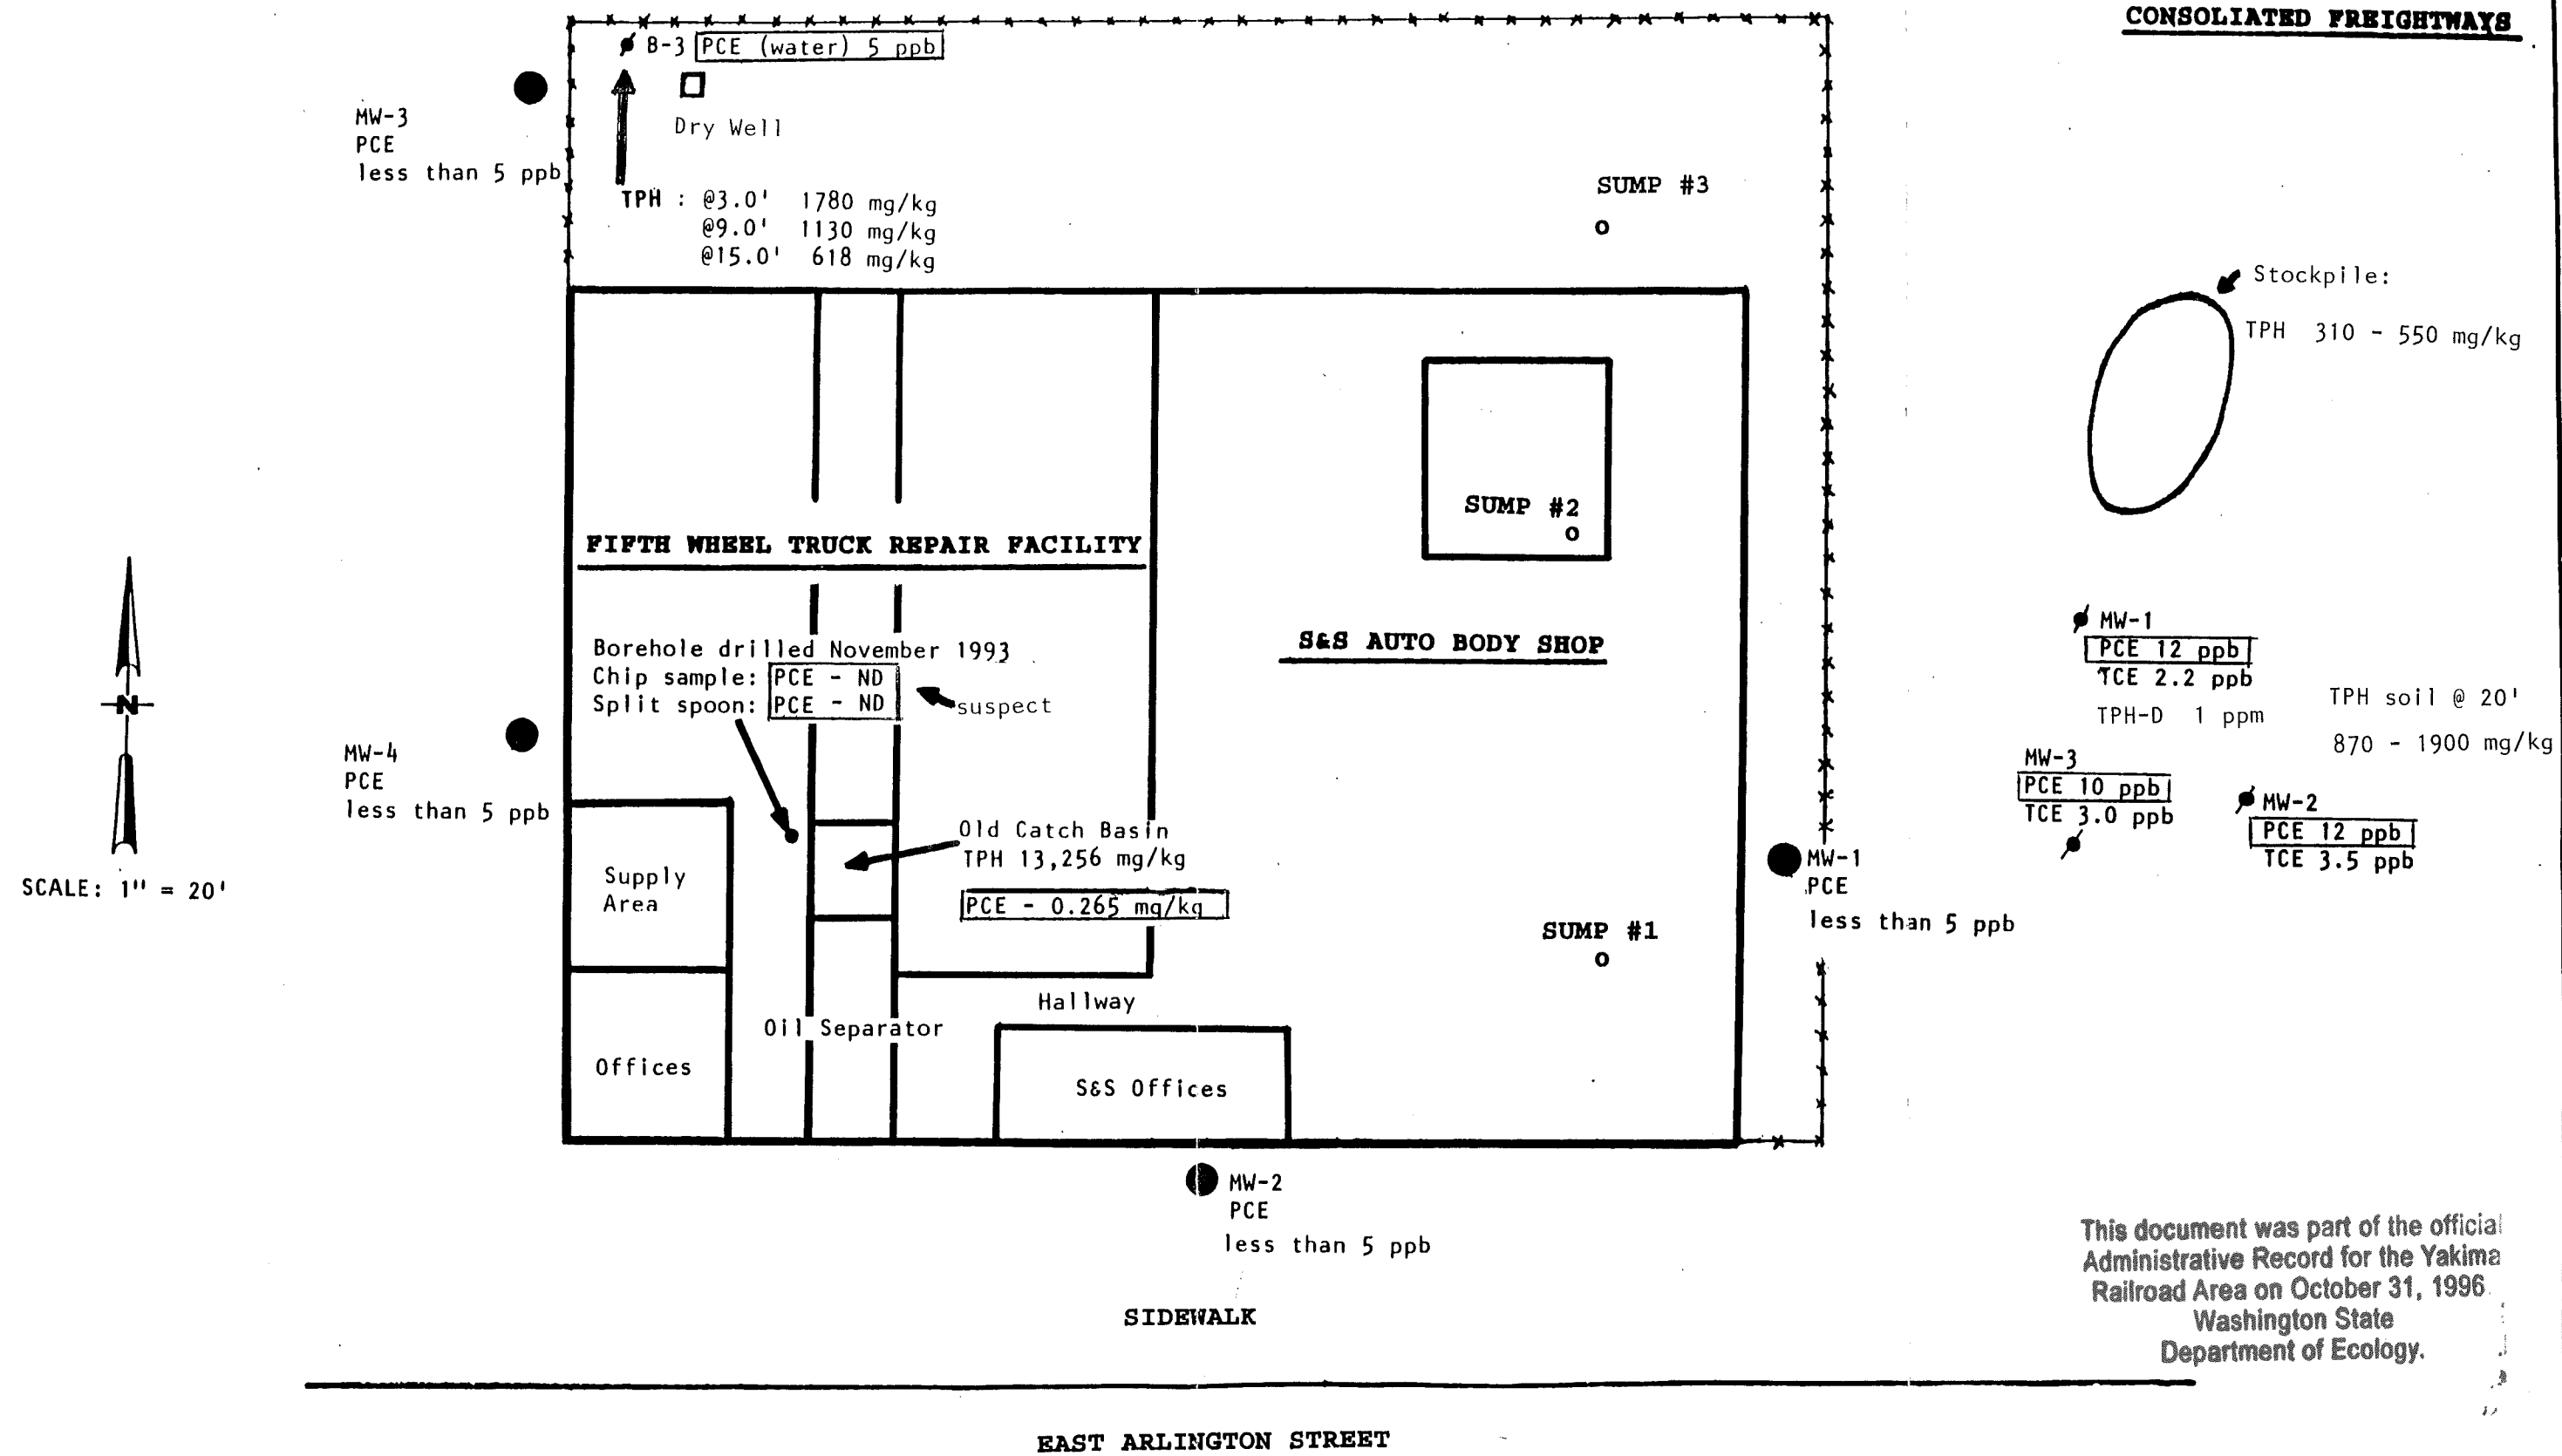 CONSOLIATED FREIGHTWAYS
B-3 PCE (water) 5 ppb
MW-3
PCE
less than 5 ppb
Dry Well
TPH : @3.0' 1780 mg/kg
@9.0' 1130 mg/kg
@15.0' 618 mg/kg
SUMP #3
o
Stockpile:
TPH 310 - 550 mg/kg
SUMP #2
o
FIFTH WHEEL TRUCK REPAIR FACILITY
S&S AUTO BODY SHOP
Borehole drilled November 1993
Chip sample: PCE - ND
Split spoon: PCE - ND
suspect
N
SCALE: 1" = 20'
MW-4
PCE
less than 5 ppb
Supply
Area
Old Catch Basin
TPH 13,256 mg/kg
PCE - 0.265 mg/kg
SUMP #1
o
MW-1
PCE
less than 5 ppb
MW-1
PCE 12 ppb
TCE 2.2 ppb
TPH-D 1 ppm
TPH soil @ 20'
870 - 1900 mg/kg
MW-3
PCE 10 ppb
TCE 3.0 ppb
MW-2
PCE 12 ppb
TCE 3.5 ppb
Hallway
Oil Separator
Offices
S&S Offices
MW-2
PCE
less than 5 ppb
This document was part of the official
Administrative Record for the Yakima
Railroad Area on October 31, 1996
Washington State
Department of Ecology.
SIDEWALK
EAST ARLINGTON STREET